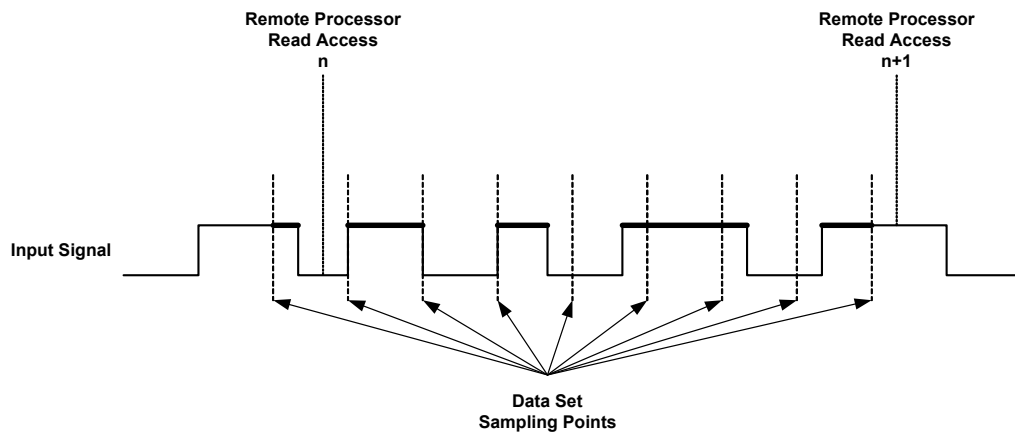 Remote Processor
Read Access
n
Remote Processor
Read Access
n+1
Input Signal
Data Set
Sampling Points